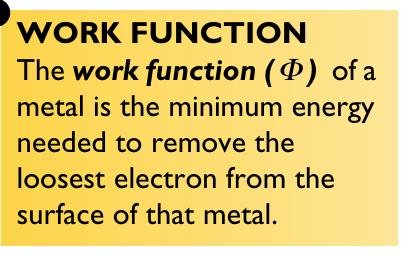 WORK FUNCTION
The work function (Φ) of a
metal is the minimum energy
needed to remove the
loosest electron from the
surface of that metal.